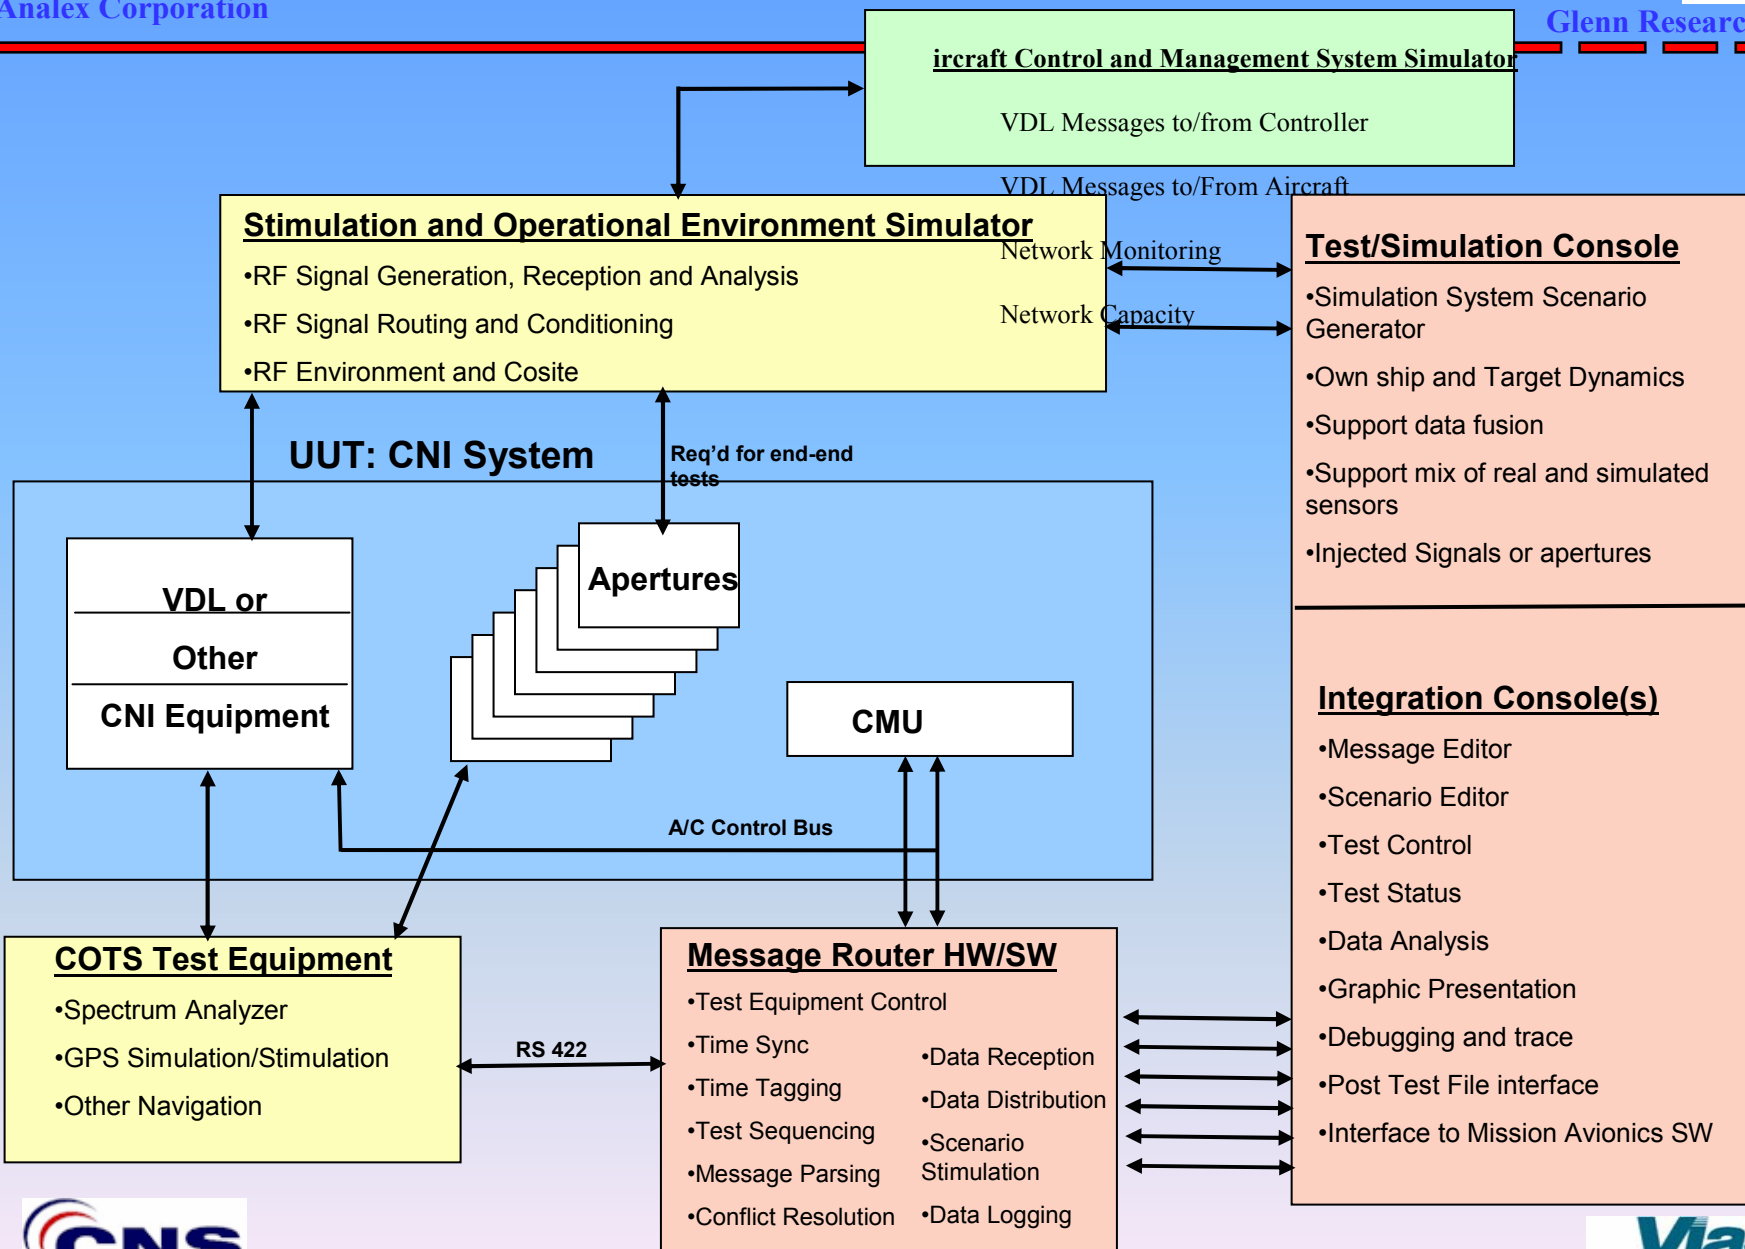 Analex Corporation
Glenn Researc
ircraft Control and Management System Simulator
VDL Messages to/from Controller
VDL Messages to/From Aircraft
Network Monitoring
Network Capacity
Stimulation and Operational Environment Simulator
•RF Signal Generation, Reception and Analysis
•RF Signal Routing and Conditioning
•RF Environment and Cosite
Test/Simulation Console
•Simulation System Scenario
Generator
•Own ship and Target Dynamics
•Support data fusion
•Support mix of real and simulated
sensors
•Injected Signals or apertures
UUT: CNI System
Req’d for end-end
tests
VDL or
Other
CNI Equipment
Apertures
CMU
A/C Control Bus
Integration Console(s)
•Message Editor
•Scenario Editor
•Test Control
•Test Status
•Data Analysis
•Graphic Presentation
•Debugging and trace
•Post Test File interface
•Interface to Mission Avionics SW
COTS Test Equipment
•Spectrum Analyzer
•GPS Simulation/Stimulation
•Other Navigation
RS 422
Message Router HW/SW
•Test Equipment Control
•Time Sync
•Time Tagging
•Test Sequencing
•Message Parsing
•Conflict Resolution
•Data Reception
•Data Distribution
•Scenario
Stimulation
•Data Logging
CNS
Via